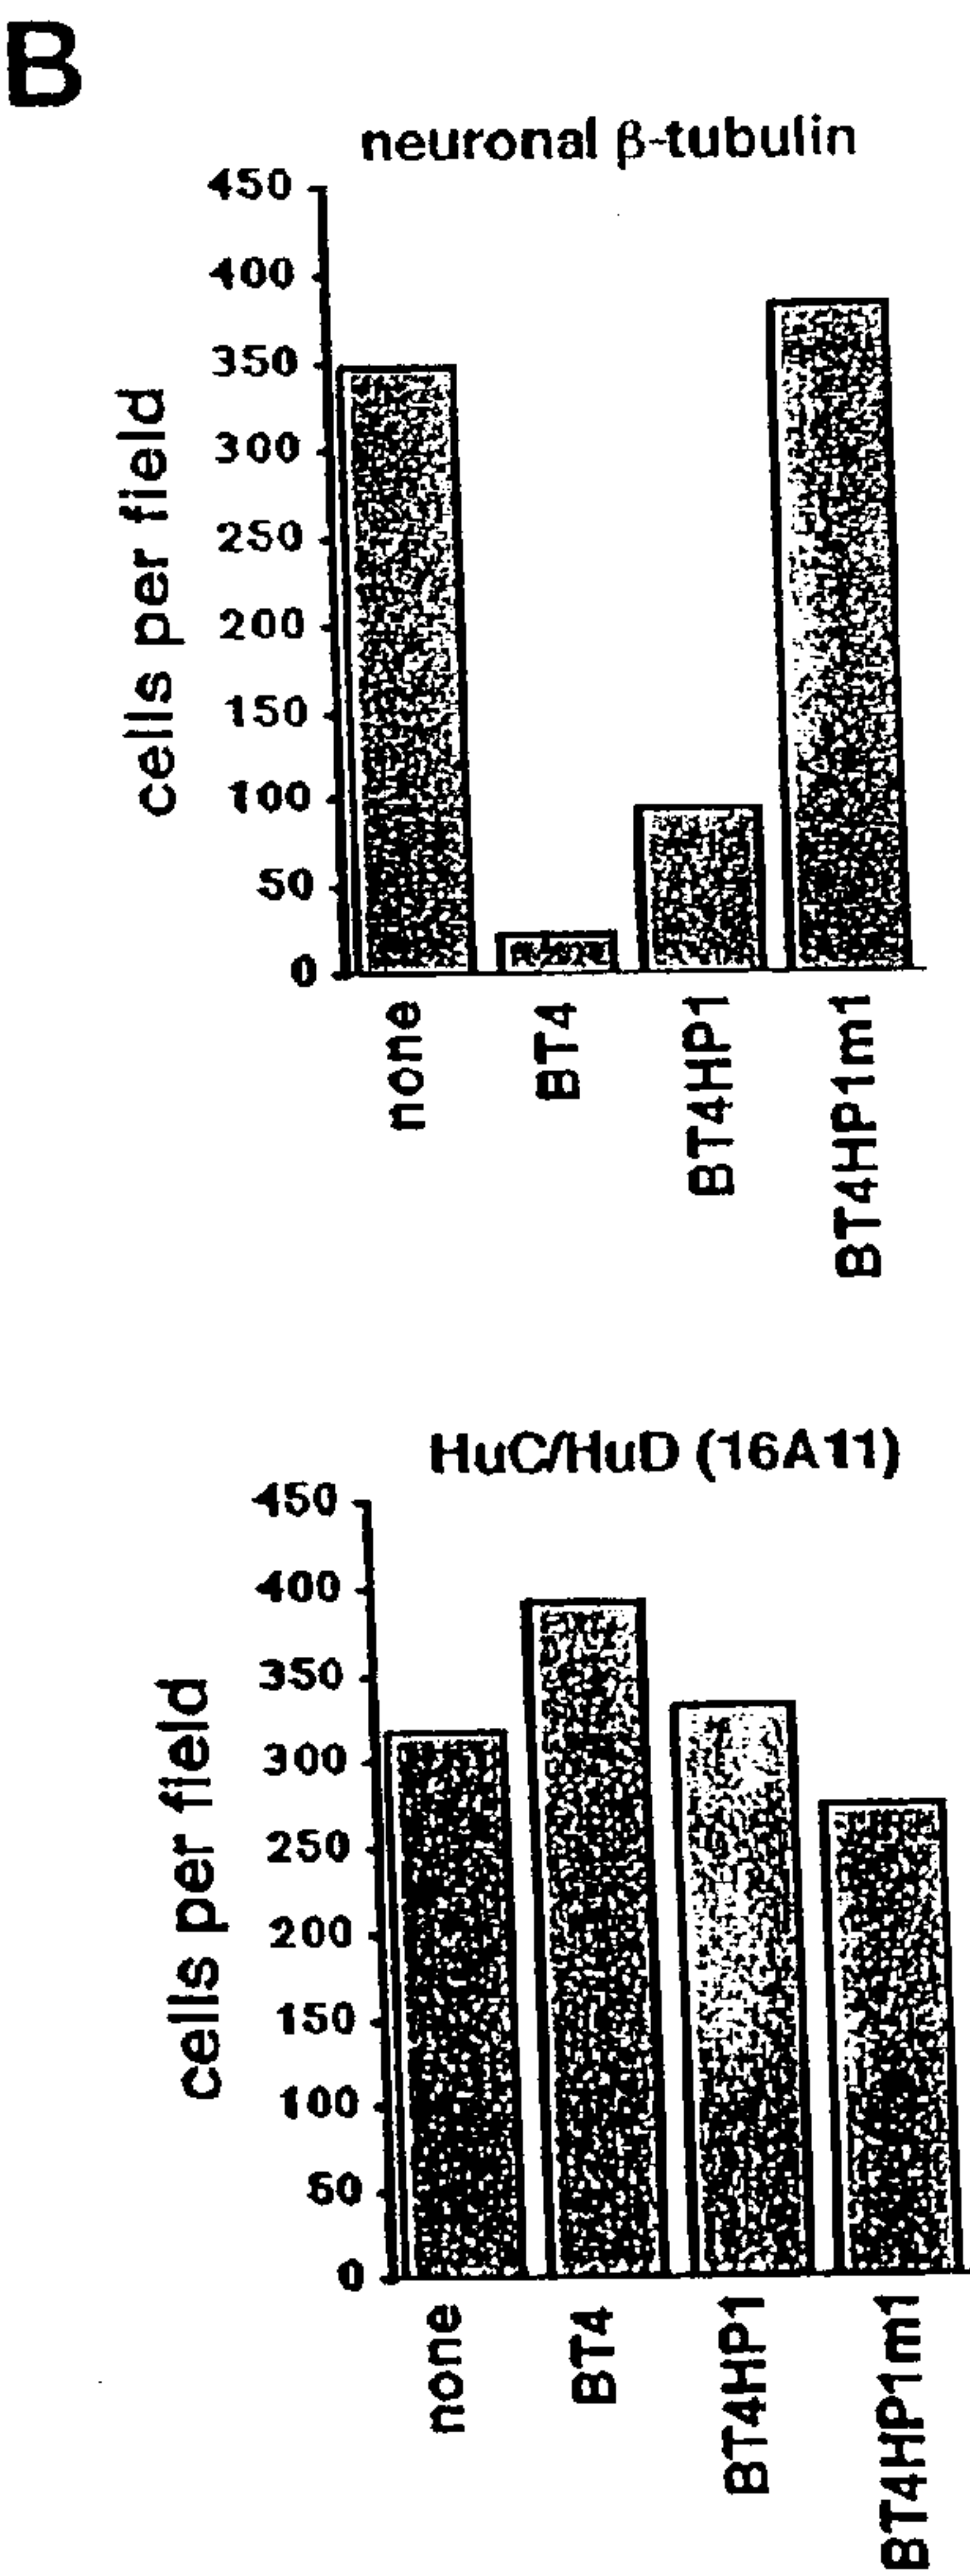 B
neuronal β-tubulin
cells per field
450
400
350
300
250
200
150
100
50
0
none
BT4
BT4HP1
BT4HP1m1
HuC/HuD (16A11)
cells per field
450
400
350
300
250
200
150
100
50
0
none
BT4
BT4HP1
BT4HP1m1